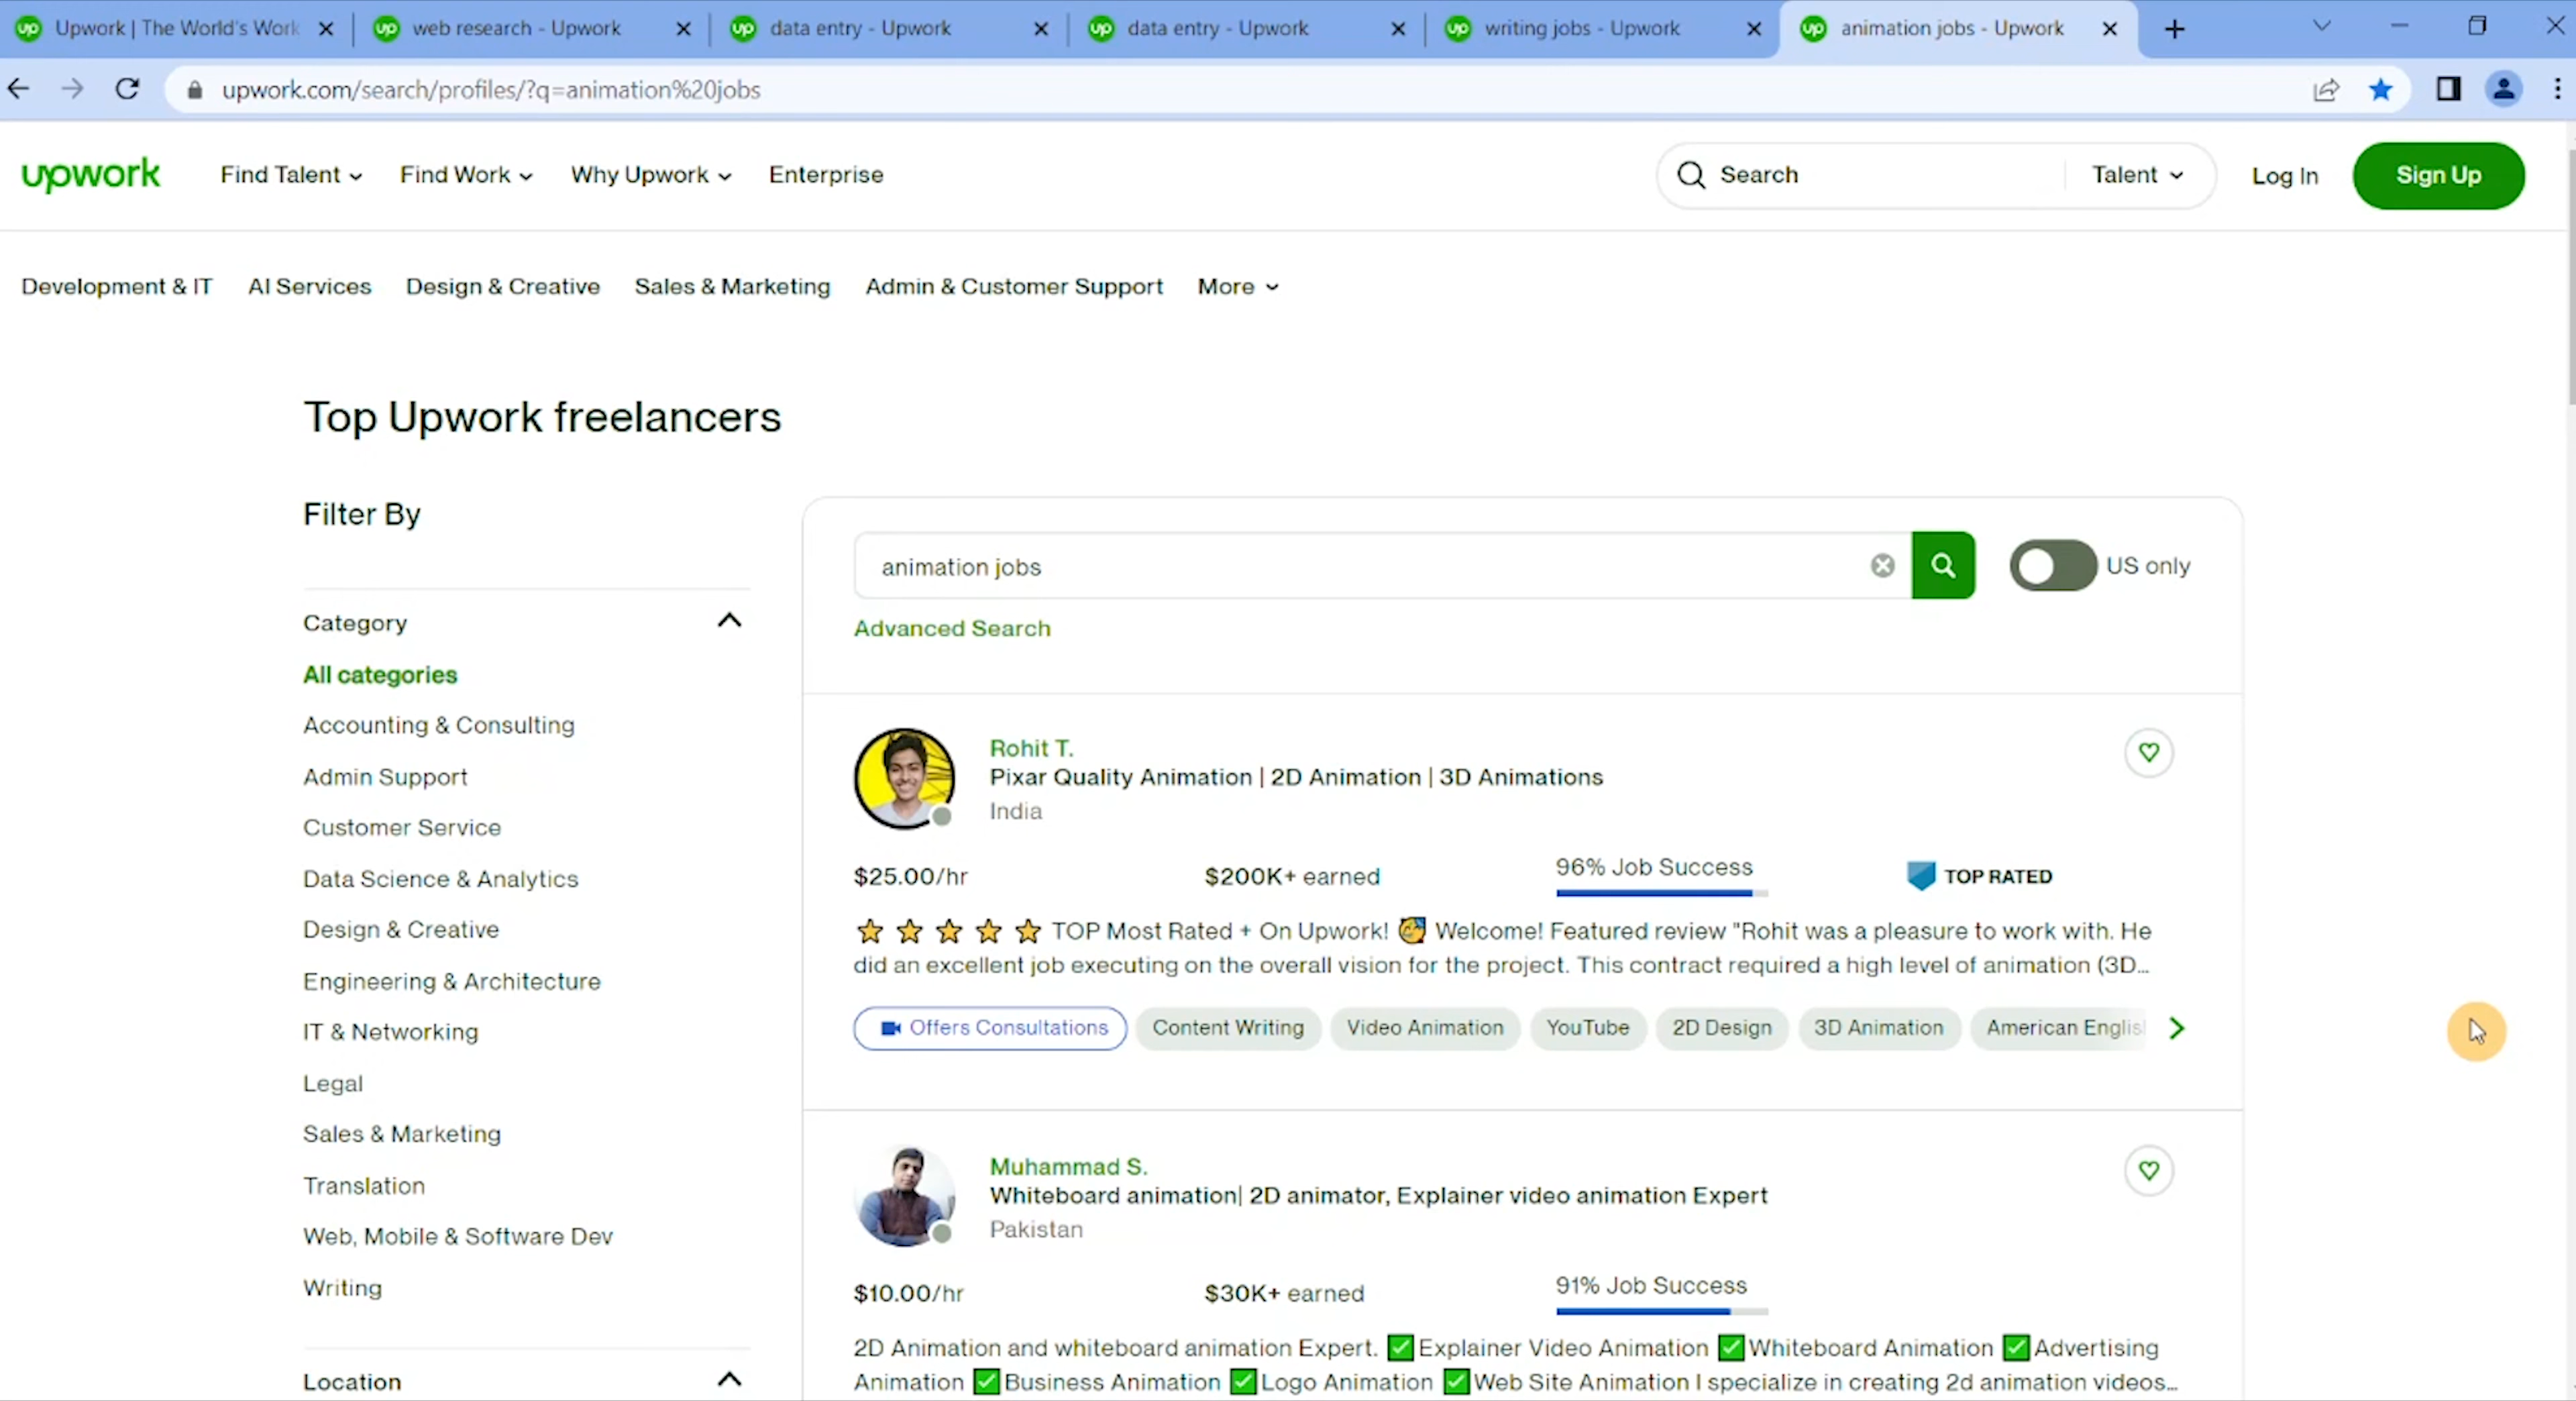 Upwork | The World's Work
web research - Upwork
data entry - Upwork
data entry - Upwork
writing jobs - Upwork
animation jobs - Upwork
upwork.com/search/profiles/?q=animation%20jobs
upwork
Find Talent
Find Work
Why Upwork
Enterprise
Search
Talent
Log In
Sign Up
Development & IT
AI Services
Design & Creative
Sales & Marketing
Admin & Customer Support
More
Top Upwork freelancers
Filter By
Category
All categories
Accounting & Consulting
Admin Support
Customer Service
Data Science & Analytics
Design & Creative
Engineering & Architecture
IT & Networking
Legal
Sales & Marketing
Translation
Web, Mobile & Software Dev
Writing
Location
animation jobs
US only
Advanced Search
Rohit T.
Pixar Quality Animation | 2D Animation | 3D Animations
India
$25.00/hr
$200K+ earned
96% Job Success
TOP RATED
TOP Most Rated + On Upwork! Welcome! Featured review "Rohit was a pleasure to work with. He
did an excellent job executing on the overall vision for the project. This contract required a high level of animation (3D...
Offers Consultations
Content Writing
Video Animation
YouTube
2D Design
3D Animation
American Englis
Muhammad S.
Whiteboard animation| 2D animator, Explainer video animation Expert
Pakistan
$10.00/hr
$30K+ earned
91% Job Success
2D Animation and whiteboard animation Expert. ✅Explainer Video Animation ✅Whiteboard Animation ✅Advertising
Animation ✅Business Animation ✅Logo Animation ✅Web Site Animation I specialize in creating 2d animation videos...